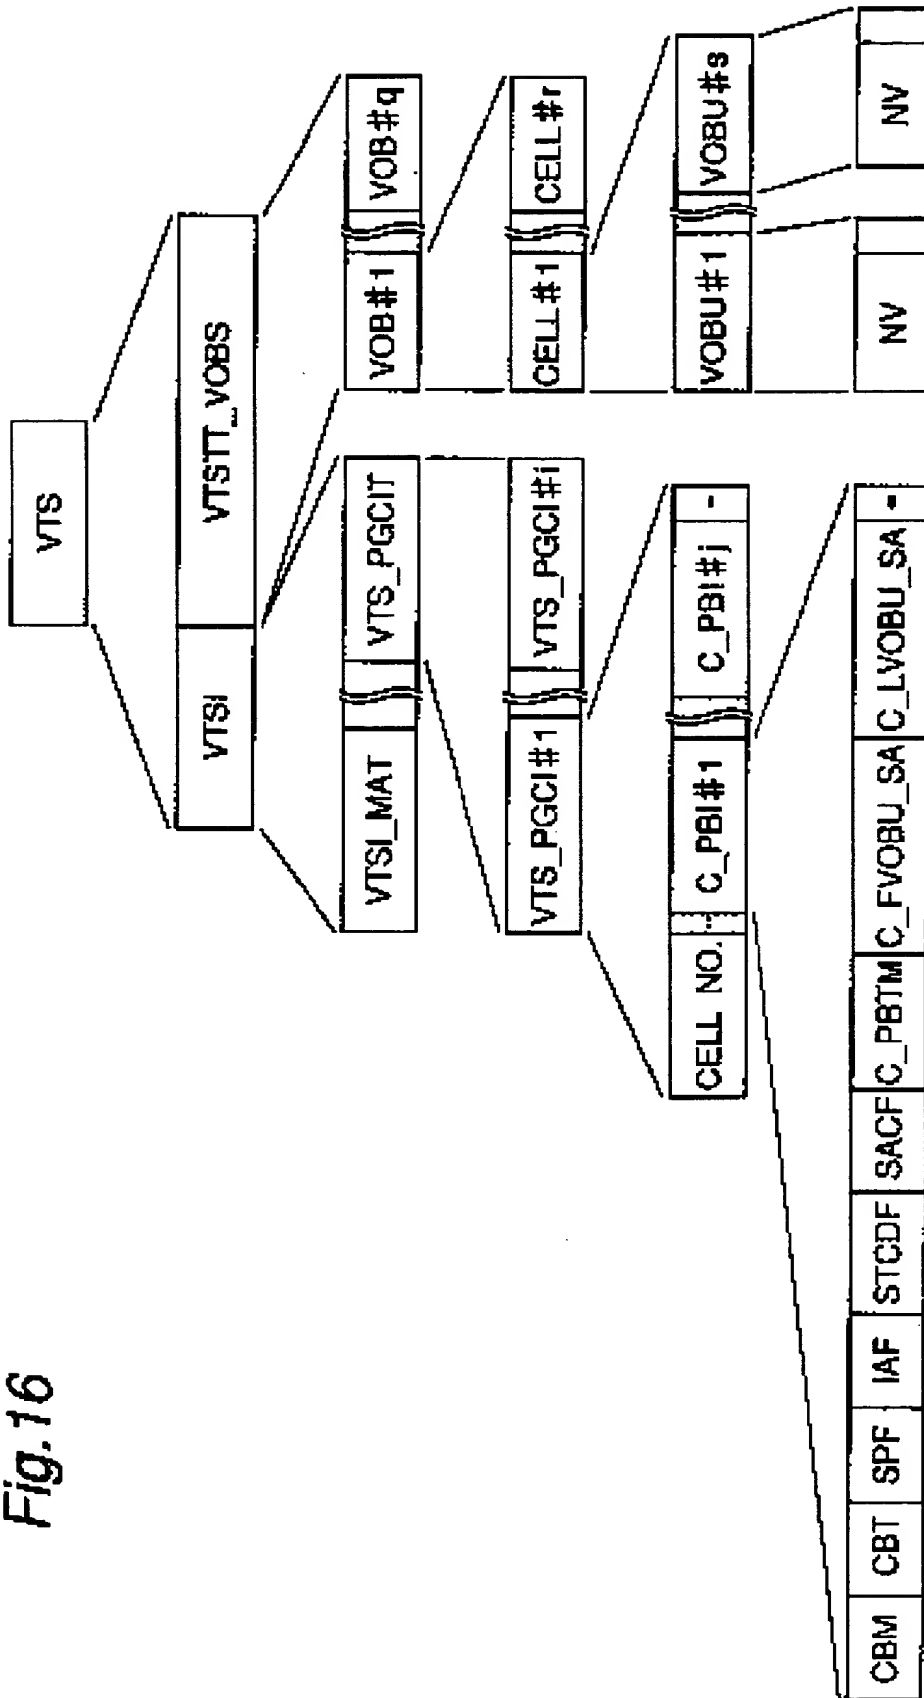 Fig.16
VTS
VTSI VTSTT_VOBS
VTSI_MAT VTS_PGCIT VOB#1 VOB#q
VTS_PGCI#1 VTS_PGCI#i CELL#1 CELL#r
CELL NO. -- C_PBI#1 C_PBI#j - VOBU#1 VOBU#s
CBM CBT SPF IAF STCDF SACF C_PBTM C_FVOBU_SA C_LVOBU_SA - NV NV